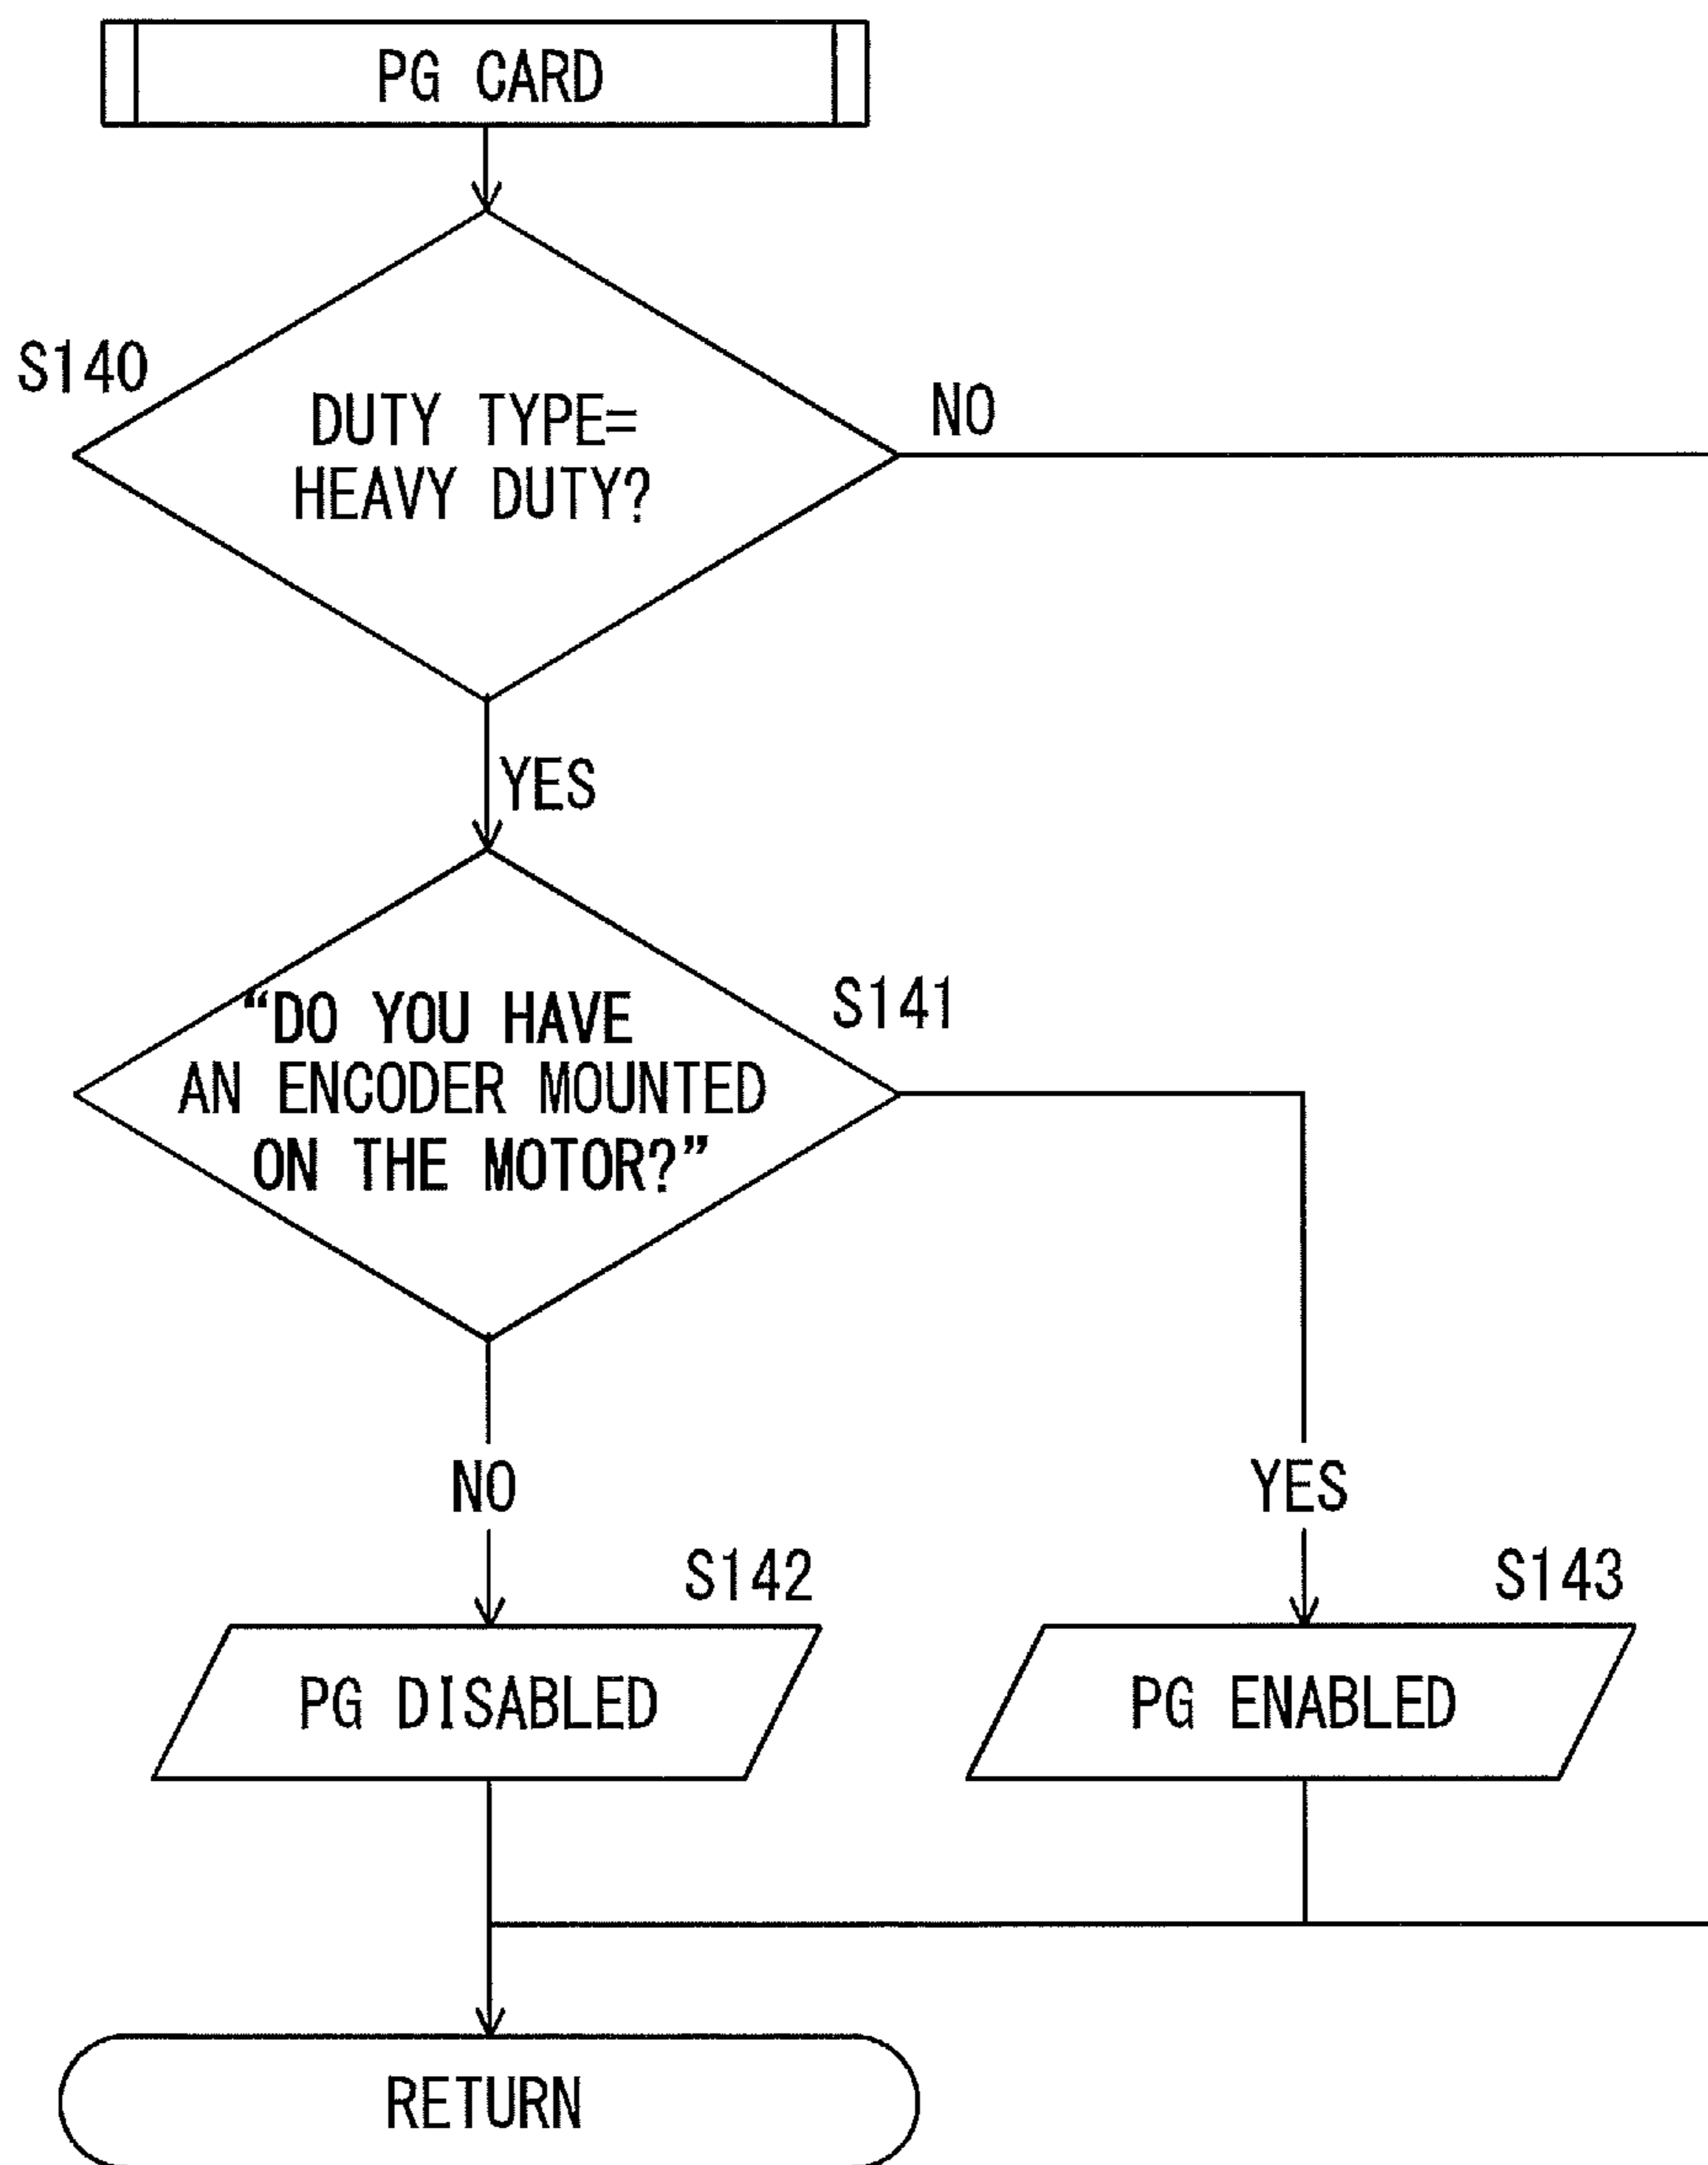 PG CARD
S140
DUTY TYPE=
HEAVY DUTY?
NO
YES
S141
“DO YOU HAVE
AN ENCODER MOUNTED
ON THE MOTOR?”
NO
YES
S142
S143
PG DISABLED
PG ENABLED
RETURN